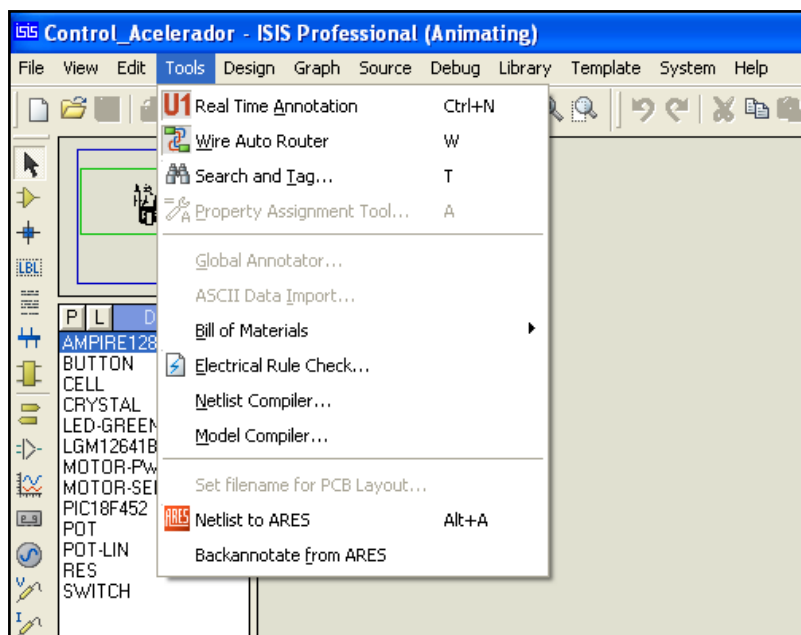 isis Control_Acelerador - ISIS Professional (Animating)
File View Edit Tools Design Graph Source Debug Library Template System Help
U1 Real Time Annotation Ctrl+N
Wire Auto Router W
Search and Tag... T
Property Assignment Tool... A
Global Annotator...
ASCII Data Import...
Bill of Materials
Electrical Rule Check...
Netlist Compiler...
Model Compiler...
Set filename for PCB Layout...
ARES Netlist to ARES Alt+A
Backannotate from ARES
LBL
P L D
AMPIRE128
BUTTON
CELL
CRYSTAL
LED-GREEN
LGM12641B
MOTOR-PW
MOTOR-SE
PIC18F452
POT
POT-LIN
RES
SWITCH
V
I